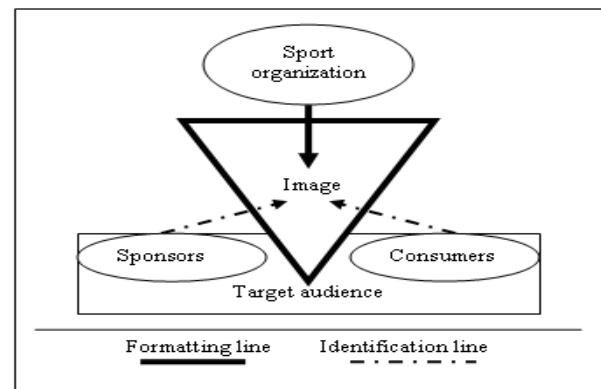 Sport
organization
Image
Sponsors
Consumers
Target audience
Formatting line
Identification line